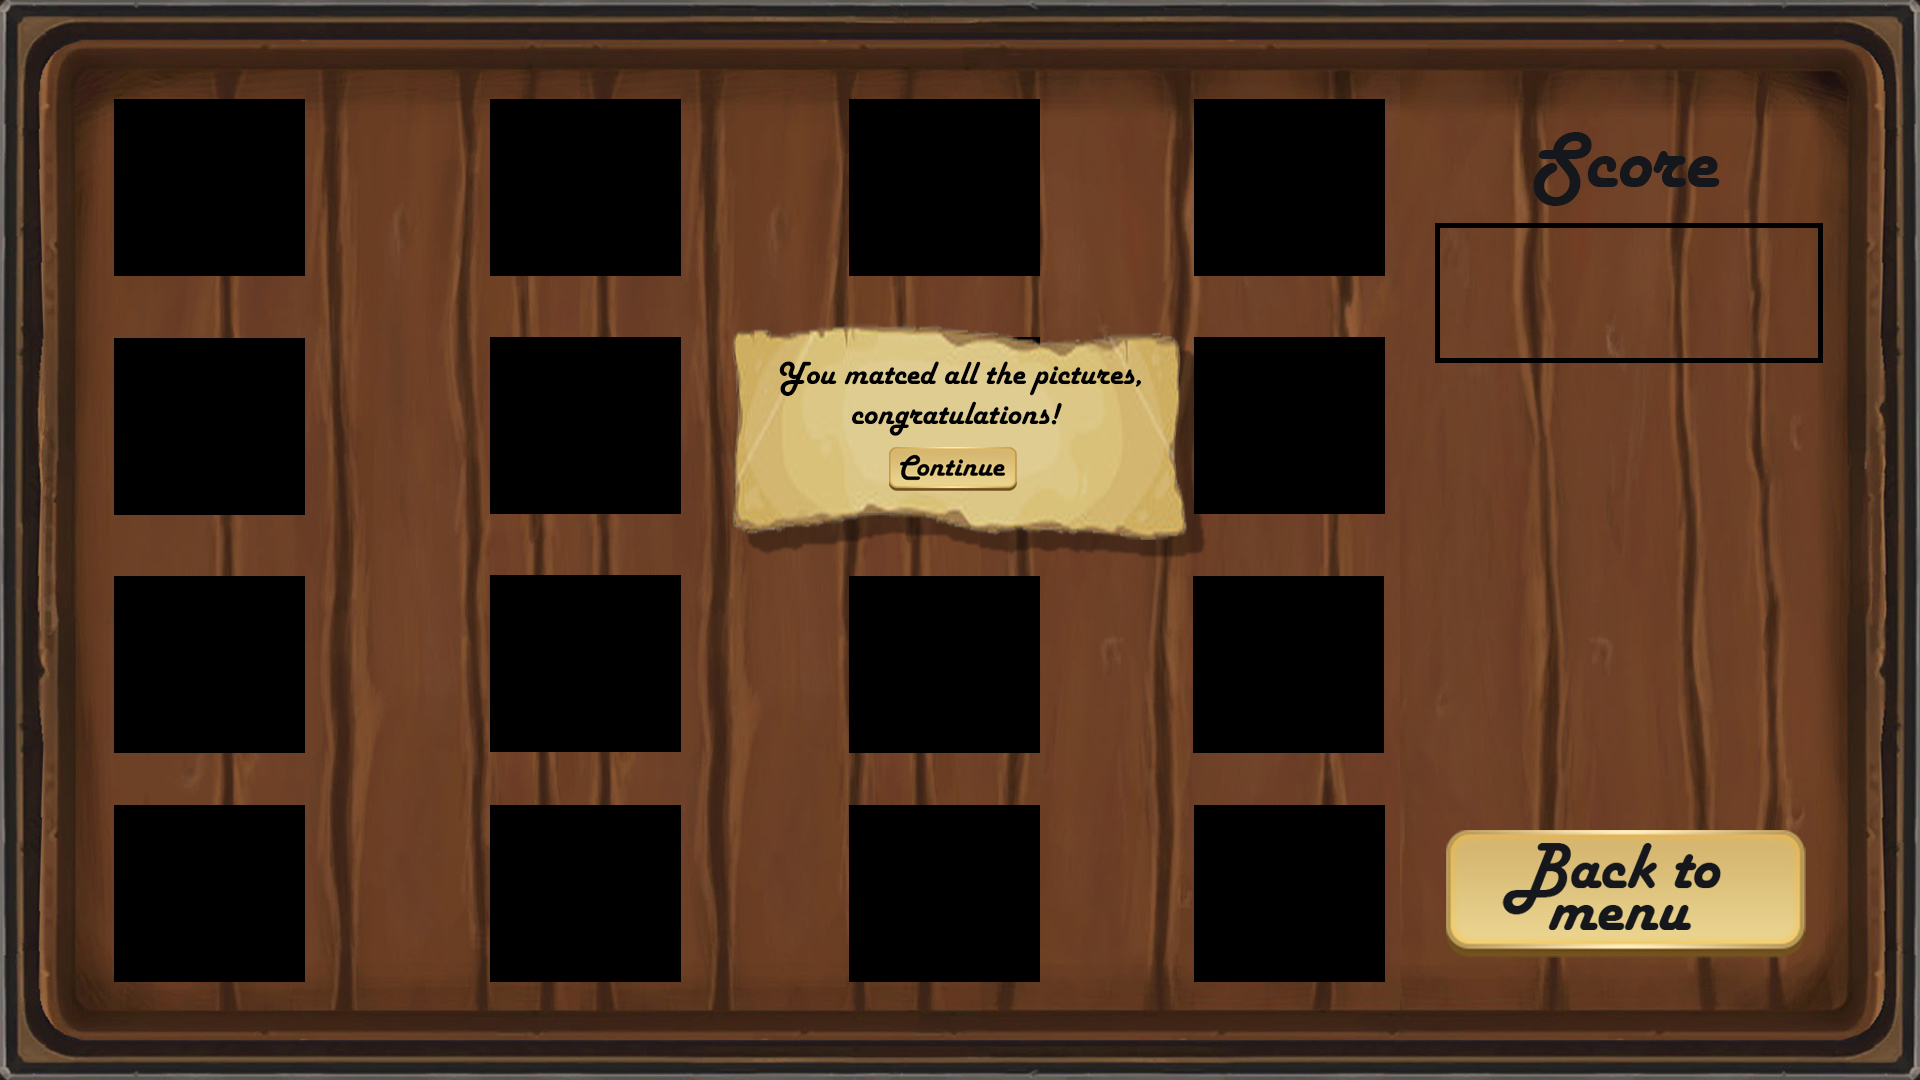 Score
You matced all the pictures,
congratulations!
Continue
Back to
menu